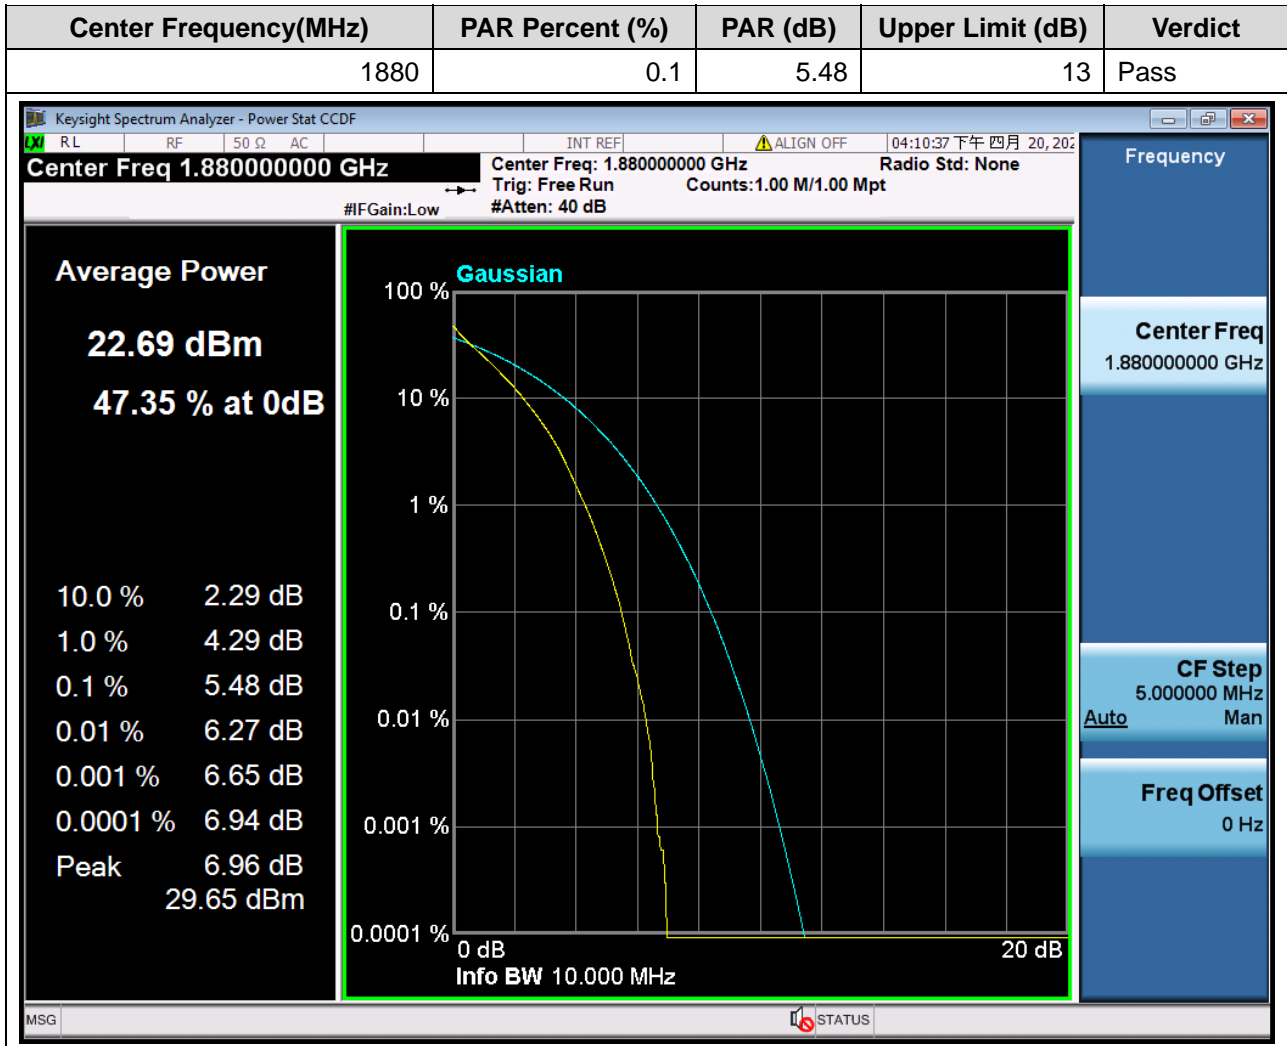 Center Frequency(MHz) PAR Percent (%) PAR (dB) Upper Limit (dB) Verdict
1880 0.1 5.48 13 Pass
Keysight Spectrum Analyzer - Power Stat CCDF
LXI RL RF 50 Ω AC INT REF ALIGN OFF 04:10:37 下午 四月 20, 202
Center Freq 1.880000000 GHz
Center Freq: 1.880000000 GHz Radio Std: None
Trig: Free Run Counts:1.00 M/1.00 Mpt
#IFGain:Low #Atten: 40 dB
Average Power
22.69 dBm
47.35 % at 0dB
10.0 % 2.29 dB
1.0 % 4.29 dB
0.1 % 5.48 dB
0.01 % 6.27 dB
0.001 % 6.65 dB
0.0001 % 6.94 dB
Peak 6.96 dB
29.65 dBm
Gaussian
100 %
10 %
1 %
0.1 %
0.01 %
0.001 %
0.0001 %
0 dB 20 dB
Info BW 10.000 MHz
Frequency
Center Freq
1.880000000 GHz
CF Step
5.000000 MHz
Auto Man
Freq Offset
0 Hz
MSG STATUS